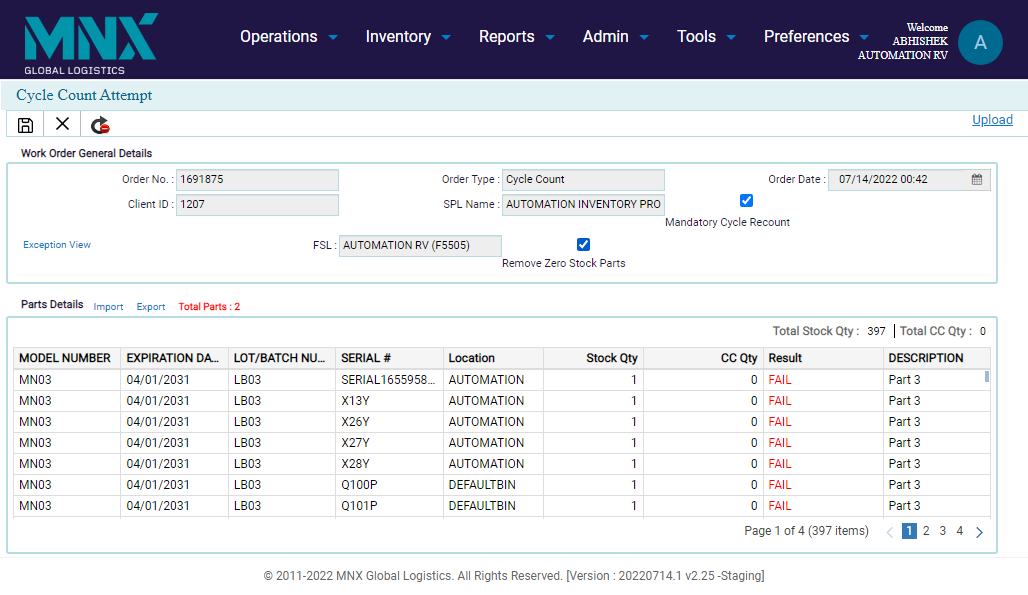 MNX
GLOBAL LOGISTICS
Operations Inventory Reports Admin Tools Preferences
Welcome
ABHISHEK
AUTOMATION RV
A
Cycle Count Attempt
Upload
Work Order General Details
Order No. : 1691875 Order Type : Cycle Count Order Date : 07/14/2022 00:42
Client ID : 1207 SPL Name : AUTOMATION INVENTORY PRO
Mandatory Cycle Recount
Exception View FSL : AUTOMATION RV (F5505)
Remove Zero Stock Parts
Parts Details Import Export Total Parts : 2
Total Stock Qty : 397 Total CC Qty : 0
MODEL NUMBER EXPIRATION DA... LOT/BATCH NU... SERIAL # Location Stock Qty CC Qty Result DESCRIPTION
MN03 04/01/2031 LB03 SERIAL1655958... AUTOMATION 1 0 FAIL Part 3
MN03 04/01/2031 LB03 X13Y AUTOMATION 1 0 FAIL Part 3
MN03 04/01/2031 LB03 X26Y AUTOMATION 1 0 FAIL Part 3
MN03 04/01/2031 LB03 X27Y AUTOMATION 1 0 FAIL Part 3
MN03 04/01/2031 LB03 X28Y AUTOMATION 1 0 FAIL Part 3
MN03 04/01/2031 LB03 Q100P DEFAULTBIN 1 0 FAIL Part 3
MN03 04/01/2031 LB03 Q101P DEFAULTBIN 1 0 FAIL Part 3
Page 1 of 4 (397 items) 1 2 3 4
© 2011-2022 MNX Global Logistics. All Rights Reserved. [Version : 20220714.1 v2.25 -Staging]